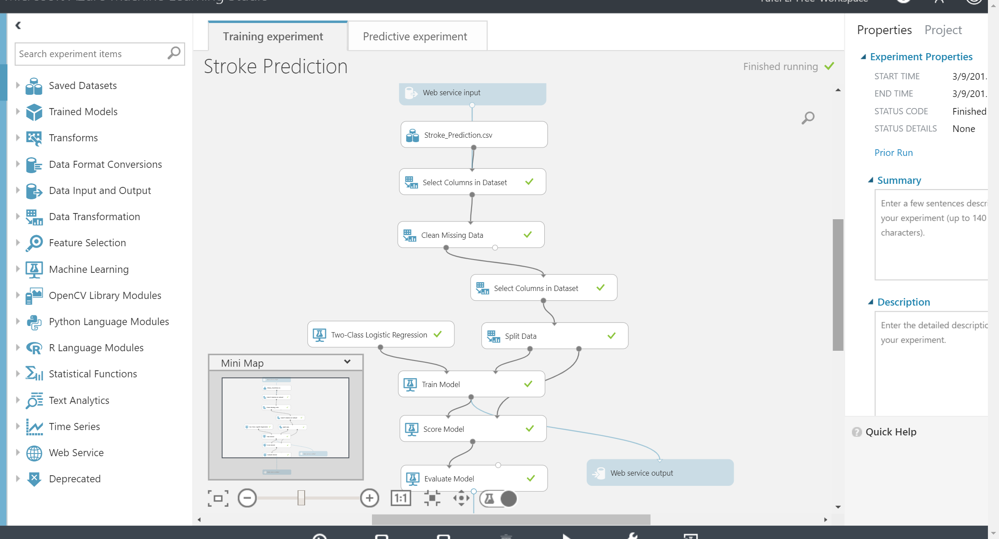 Training experiment
Predictive experiment
Properties
Project
Search experiment items
Saved Datasets
Trained Models
Transforms
Data Format Conversions
Data Input and Output
Data Transformation
Feature Selection
Machine Learning
OpenCV Library Modules
Python Language Modules
R Language Modules
Statistical Functions
Text Analytics
Time Series
Web Service
Deprecated
Stroke Prediction
Finished running
Web service input
Stroke_Prediction.csv
Select Columns in Dataset
Clean Missing Data
Select Columns in Dataset
Two-Class Logistic Regression
Split Data
Train Model
Score Model
Evaluate Model
Web service output
Mini Map
1:1
Experiment Properties
START TIME 3/9/201.
END TIME 3/9/201.
STATUS CODE Finished
STATUS DETAILS None
Prior Run
Summary
Enter a few sentences descri
your experiment (up to 140
characters).
Description
Enter the detailed descriptio
your experiment.
Quick Help